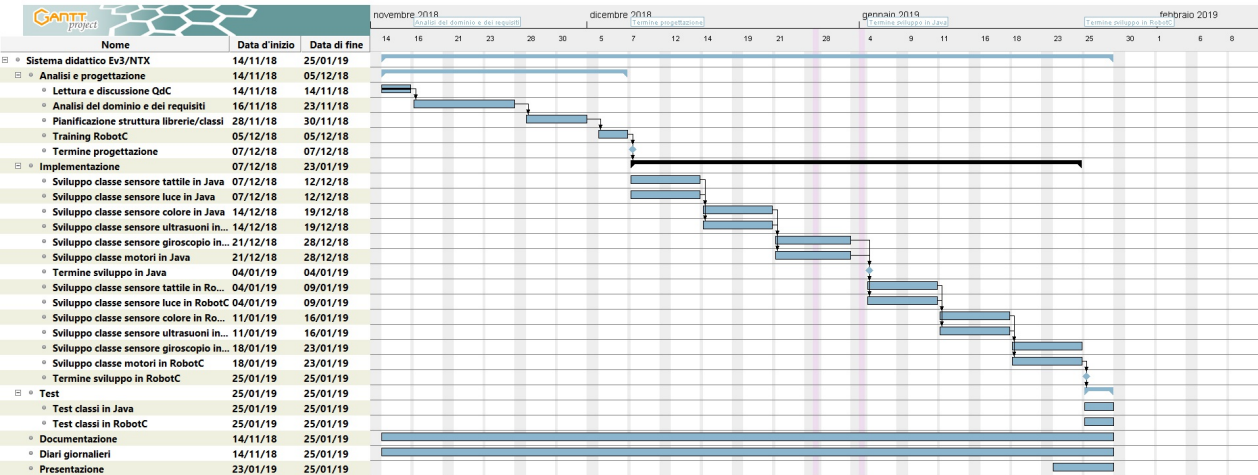 GANTT project
novembre 2018 dicembre 2018 gennaio 2019 febbraio 2019
Analisi del dominio e dei requisiti Termine progettazione Termine sviluppo in Java Termine sviluppo in RobotC
Nome Data d'inizio Data di fine 14 16 21 23 28 30 5 7 12 14 19 21 28 4 9 11 16 18 23 25 30 1 6 8
Sistema didattico Ev3/NTX 14/11/18 25/01/19
Analisi e progettazione 14/11/18 05/12/18
Lettura e discussione QdC 14/11/18 14/11/18
Analisi del dominio e dei requisiti 16/11/18 23/11/18
Pianificazione struttura librerie/classi 28/11/18 30/11/18
Training RobotC 05/12/18 05/12/18
Termine progettazione 07/12/18 07/12/18
Implementazione 07/12/18 23/01/19
Sviluppo classe sensore tattile in Java 07/12/18 12/12/18
Sviluppo classe sensore luce in Java 07/12/18 12/12/18
Sviluppo classe sensore colore in Java 14/12/18 19/12/18
Sviluppo classe sensore ultrasuoni in... 14/12/18 19/12/18
Sviluppo classe sensore giroscopio in... 21/12/18 28/12/18
Sviluppo classe motori in Java 21/12/18 28/12/18
Termine sviluppo in Java 04/01/19 04/01/19
Sviluppo classe sensore tattile in Ro... 04/01/19 09/01/19
Sviluppo classe sensore luce in RobotC 04/01/19 09/01/19
Sviluppo classe sensore colore in Ro... 11/01/19 16/01/19
Sviluppo classe sensore ultrasuoni in... 11/01/19 16/01/19
Sviluppo classe sensore giroscopio in... 18/01/19 23/01/19
Sviluppo classe motori in RobotC 18/01/19 23/01/19
Termine sviluppo in RobotC 25/01/19 25/01/19
Test 25/01/19 25/01/19
Test classi in Java 25/01/19 25/01/19
Test classi in RobotC 25/01/19 25/01/19
Documentazione 14/11/18 25/01/19
Diari giornalieri 14/11/18 25/01/19
Presentazione 23/01/19 25/01/19